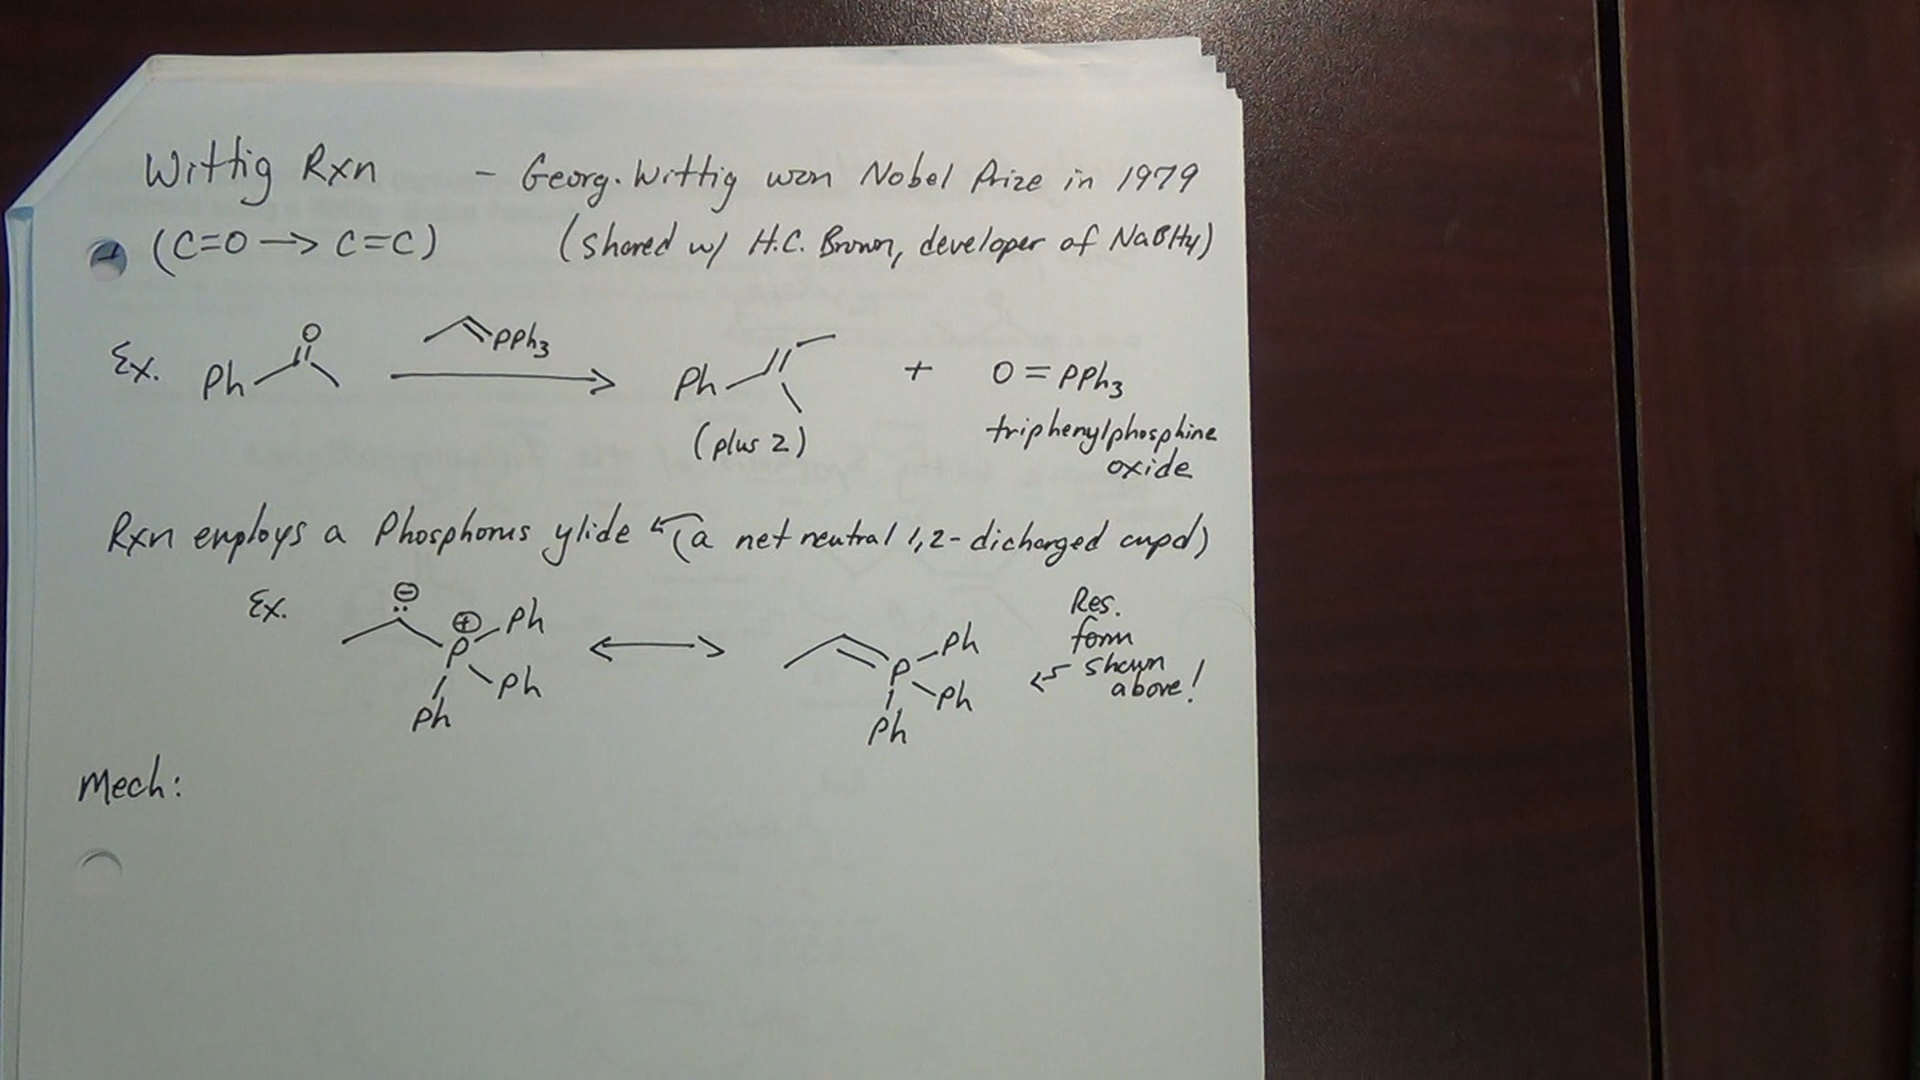 Wittig Rxn - Georg. Wittig won Nobel Prize in 1979
(C=O → C=C) (shared w/ H.C. Brown, developer of NaBH4)
Ex. Ph O PPh3 Ph + O = PPh3
(plus 2) triphenylphosphine
oxide
Rxn employs a Phosphorus ylide ← (a net neutral 1,2-dicharged cmpd)
Ex. ⊖ ⊕ P Ph Ph Ph ↔ P Ph Ph Ph
Res.
form
← shown
above!
Mech: